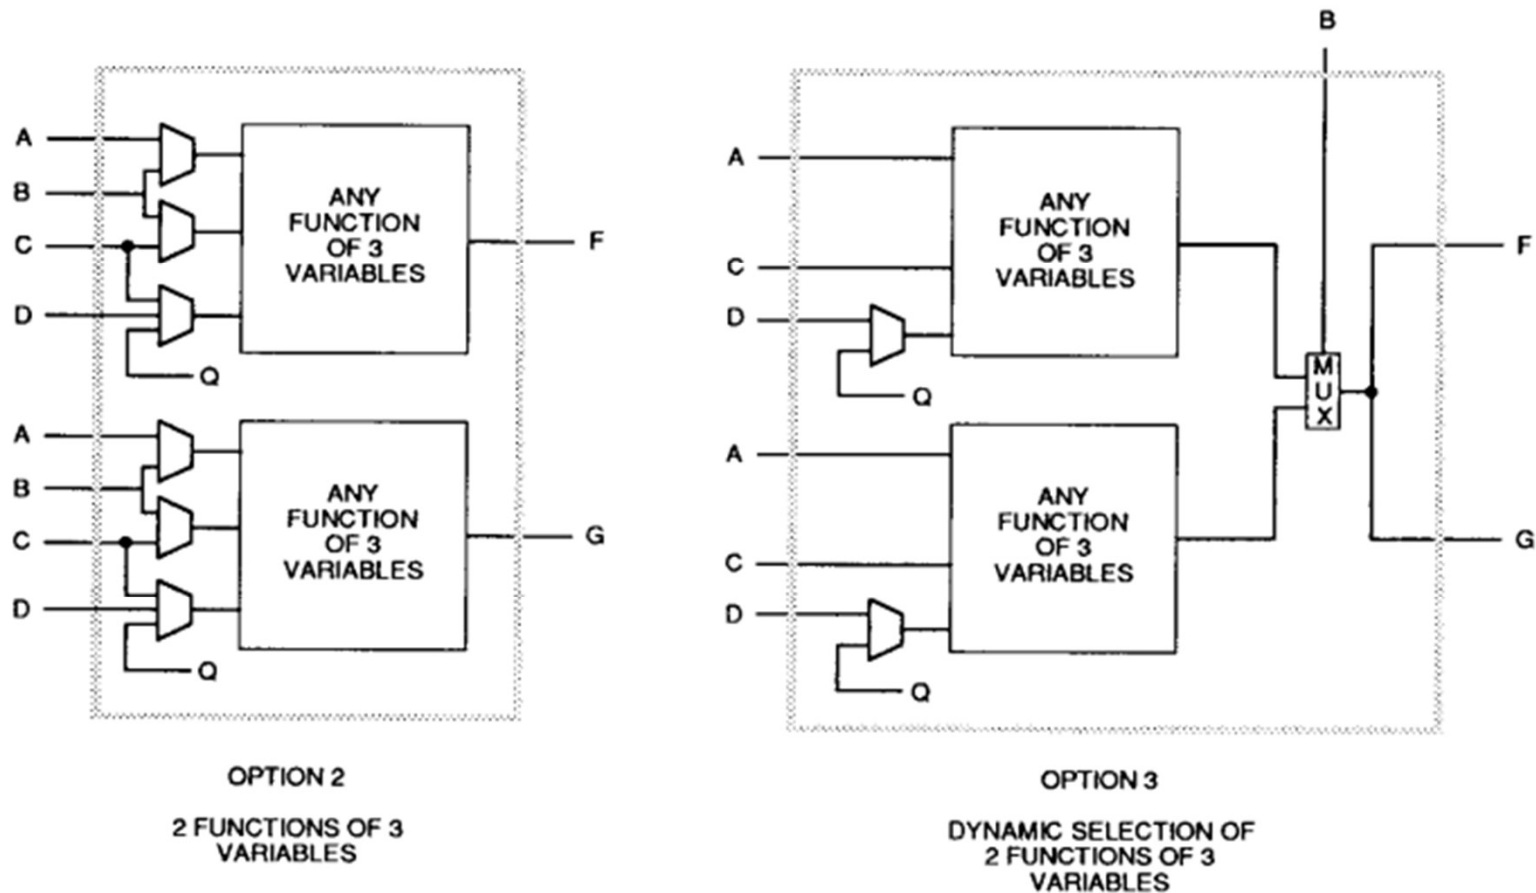 A
B
C
D
Q
ANY
FUNCTION
OF 3
VARIABLES
F
A
B
C
D
Q
ANY
FUNCTION
OF 3
VARIABLES
G
OPTION 2
2 FUNCTIONS OF 3
VARIABLES
B
A
C
D
Q
ANY
FUNCTION
OF 3
VARIABLES
M
U
X
F
A
C
D
Q
ANY
FUNCTION
OF 3
VARIABLES
G
OPTION 3
DYNAMIC SELECTION OF
2 FUNCTIONS OF 3
VARIABLES